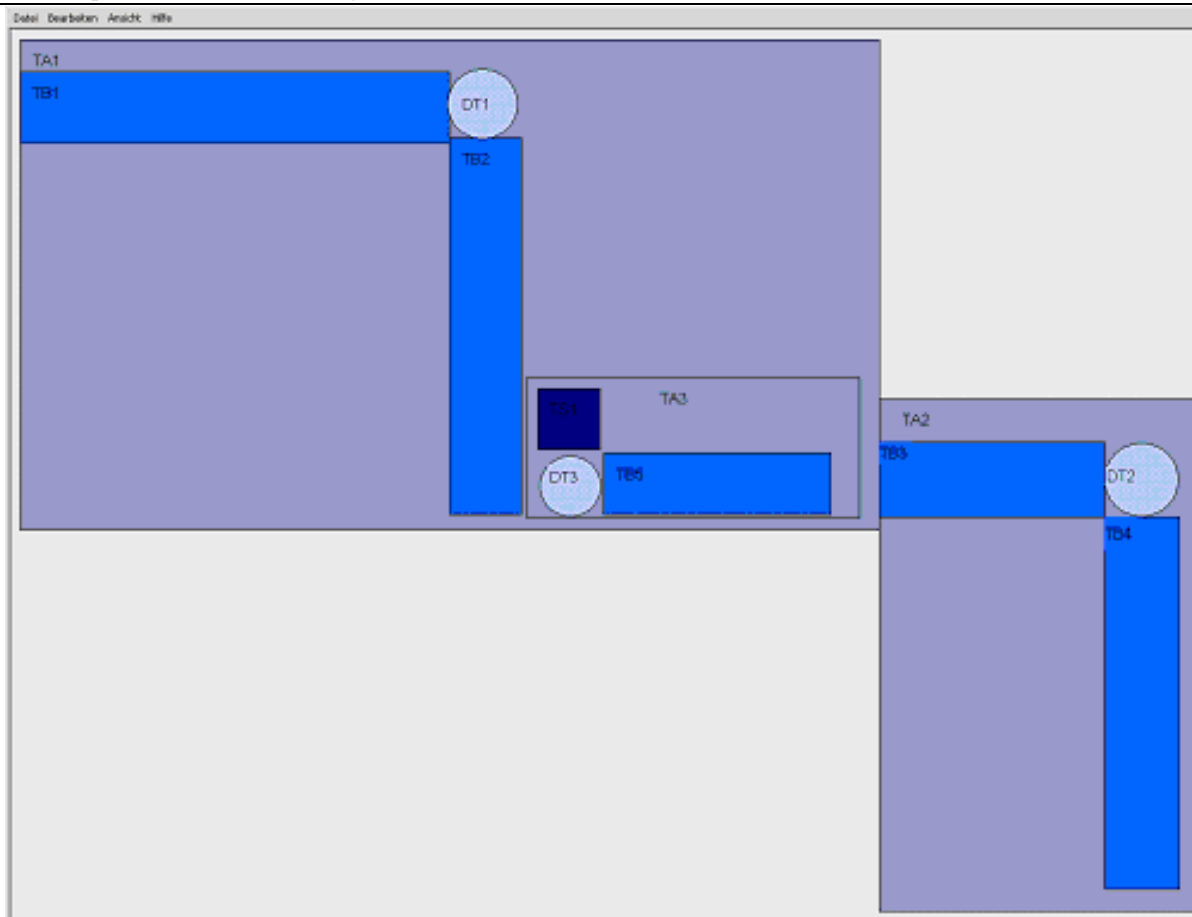 Datei Bearbeiten Ansicht Hilfe
TA1
TB1
DT1
TB2
TA3
TA2
TB3
DT3
TB5
DT2
TB4